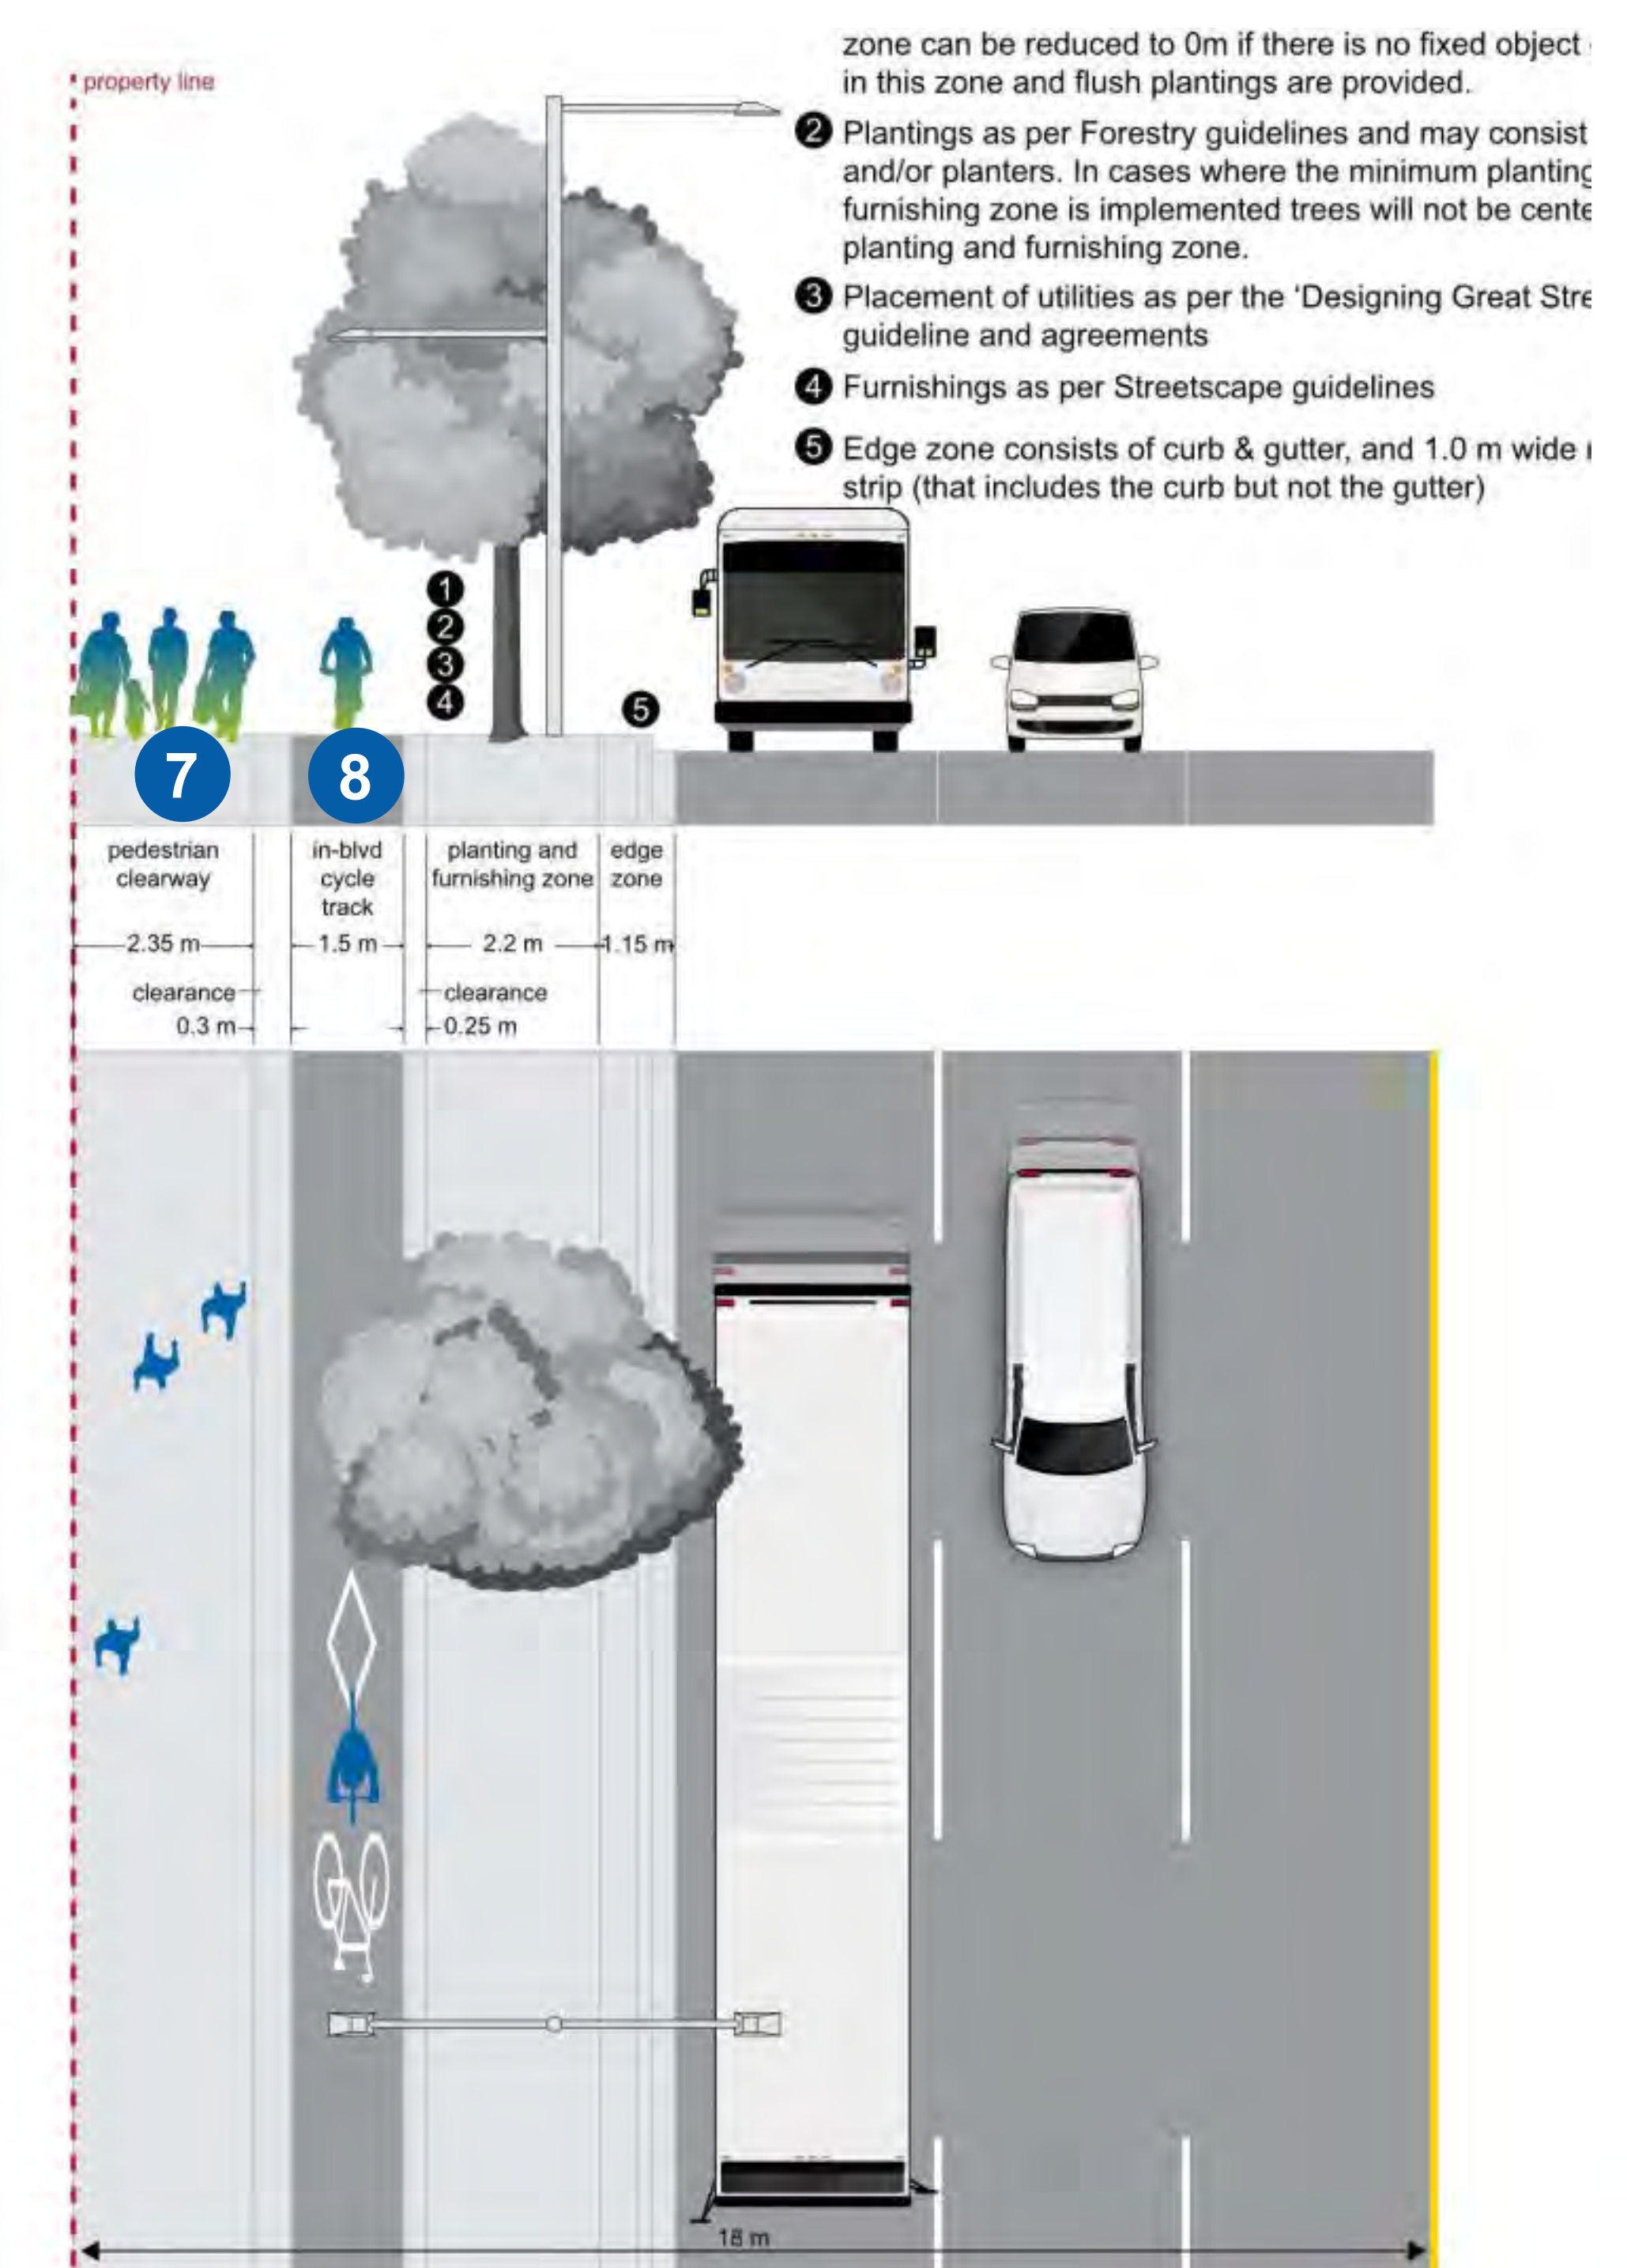 zone can be reduced to 0m if there is no fixed object
in this zone and flush plantings are provided.
property line
2 Plantings as per Forestry guidelines and may consist
and/or planters. In cases where the minimum planting
furnishing zone is implemented trees will not be cente
planting and furnishing zone.
3 Placement of utilities as per the ‘Designing Great Stre
guideline and agreements
4 Furnishings as per Streetscape guidelines
5 Edge zone consists of curb & gutter, and 1.0 m wide
strip (that includes the curb but not the gutter)
1
2
3
4
5
7
8
pedestrian
clearway
in-blvd
cycle
track
planting and
furnishing zone
edge
zone
2.35 m
1.5 m
2.2 m
1.15 m
clearance
0.3 m
clearance
0.25 m
18 m